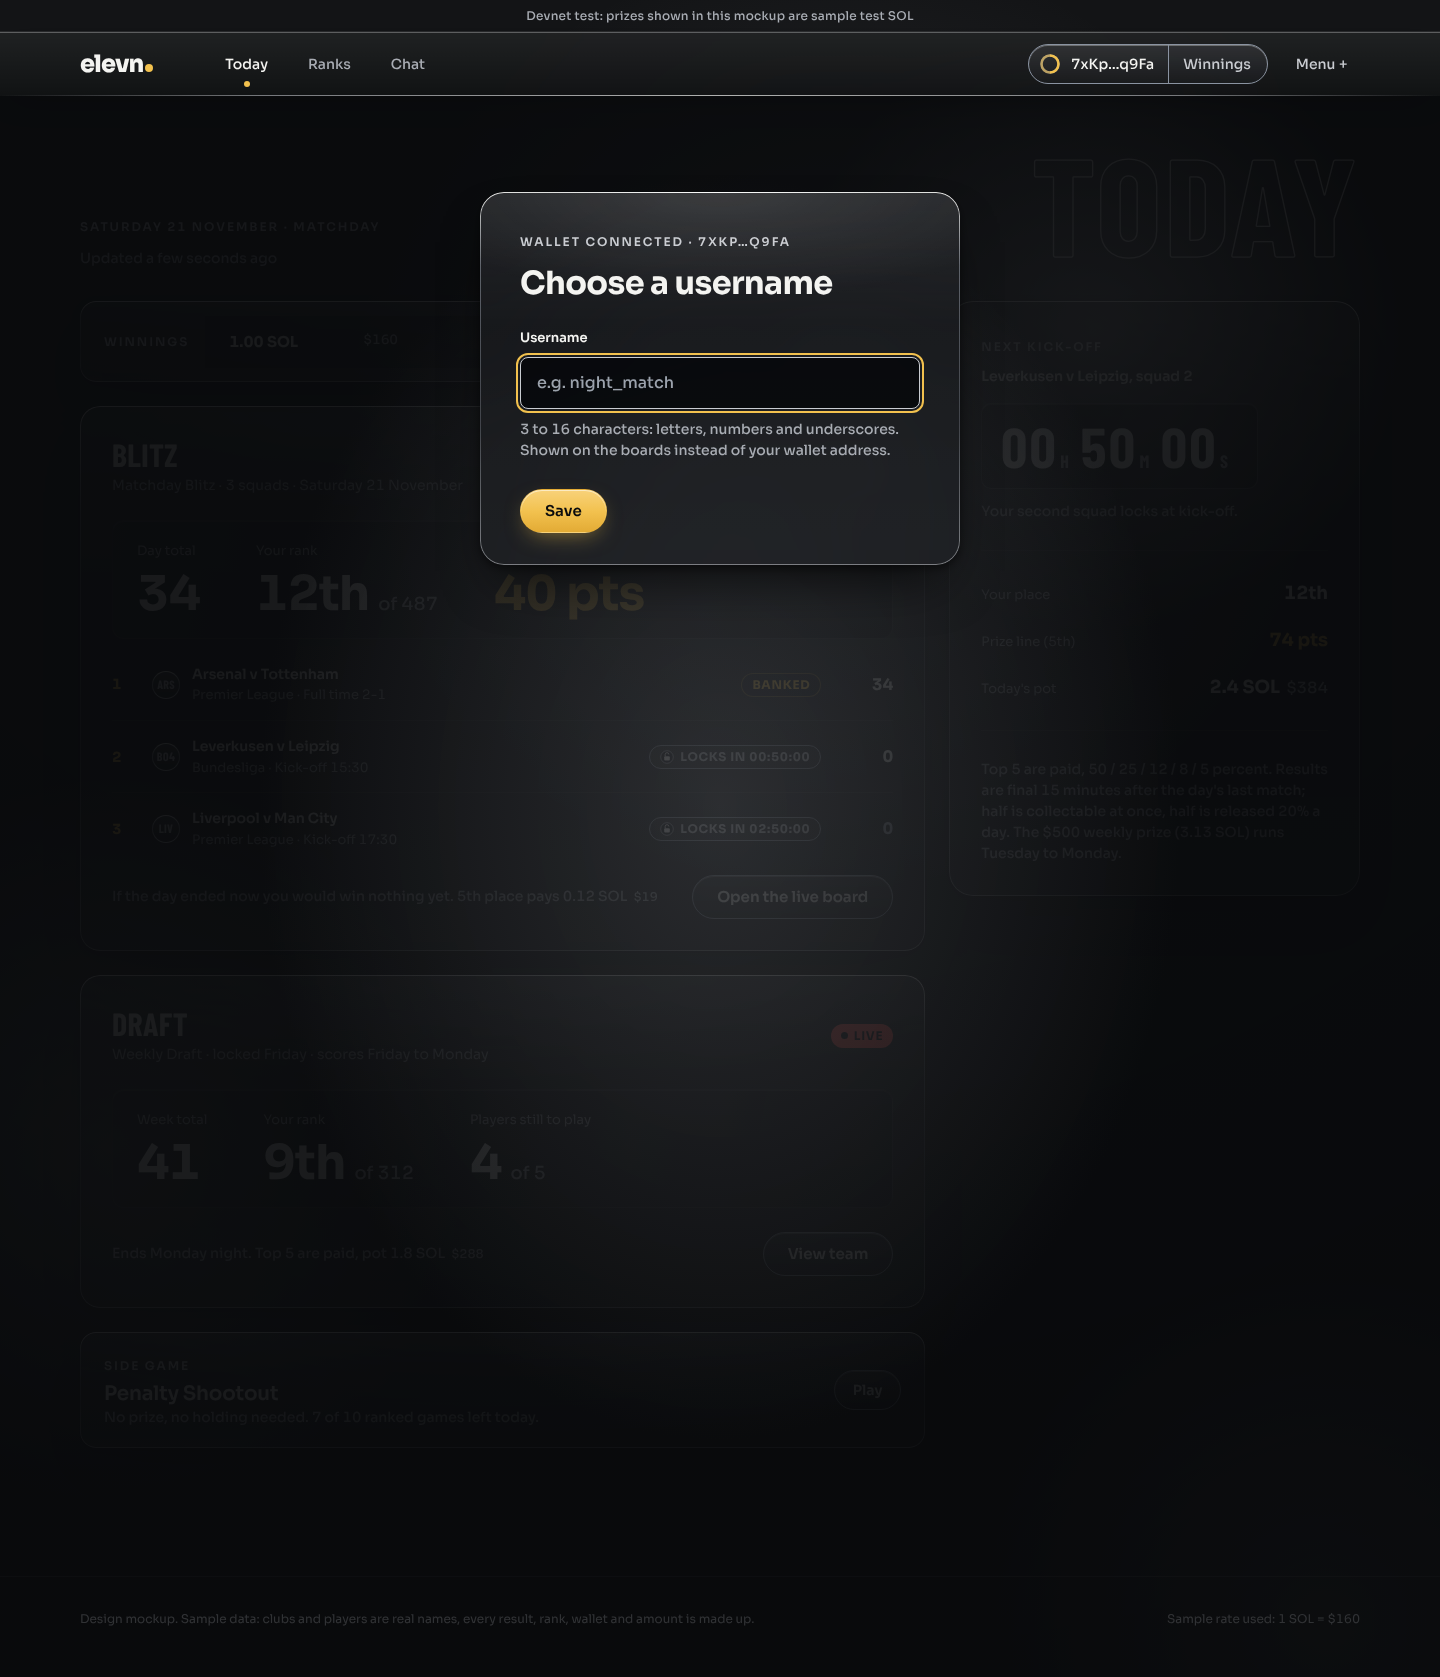 Devnet test: prizes shown in this mockup are sample test SOL
elevn.
Today
Ranks
Chat
7xKp...q9Fa
Winnings
Menu +
TODAY
SATURDAY 21 NOVEMBER · MATCHDAY
Updated a few seconds ago
WALLET CONNECTED · 7XKP...Q9FA
Choose a username
Username
e.g. night_match
3 to 16 characters: letters, numbers and underscores.
Shown on the boards instead of your wallet address.
Save
WINNINGS
1.00 SOL
$160
BLITZ
Matchday Blitz · 3 squads · Saturday 21 November
Day total
Your rank
34
12th of 487
40 pts
1
ARS
Arsenal v Tottenham
Premier League · Full time 2-1
BANKED
34
2
B04
Leverkusen v Leipzig
Bundesliga · Kick-off 15:30
LOCKS IN 00:50:00
0
3
LIV
Liverpool v Man City
Premier League · Kick-off 17:30
LOCKS IN 02:50:00
0
If the day ended now you would win nothing yet. 5th place pays 0.12 SOL $19
Open the live board
NEXT KICK-OFF
Leverkusen v Leipzig, squad 2
00 H 50 M 00 S
Your second squad locks at kick-off.
Your place
12th
Prize line (5th)
74 pts
Today's pot
2.4 SOL $384
Top 5 are paid, 50 / 25 / 12 / 8 / 5 percent. Results
are final 15 minutes after the day's last match;
half is collectable at once, half is released 20% a
day. The $500 weekly prize (3.13 SOL) runs
Tuesday to Monday.
DRAFT
Weekly Draft · locked Friday · scores Friday to Monday
LIVE
Week total
Your rank
Players still to play
41
9th of 312
4 of 5
Ends Monday night. Top 5 are paid, pot 1.8 SOL $288
View team
SIDE GAME
Penalty Shootout
No prize, no holding needed. 7 of 10 ranked games left today.
Play
Design mockup. Sample data: clubs and players are real names, every result, rank, wallet and amount is made up.
Sample rate used: 1 SOL = $160